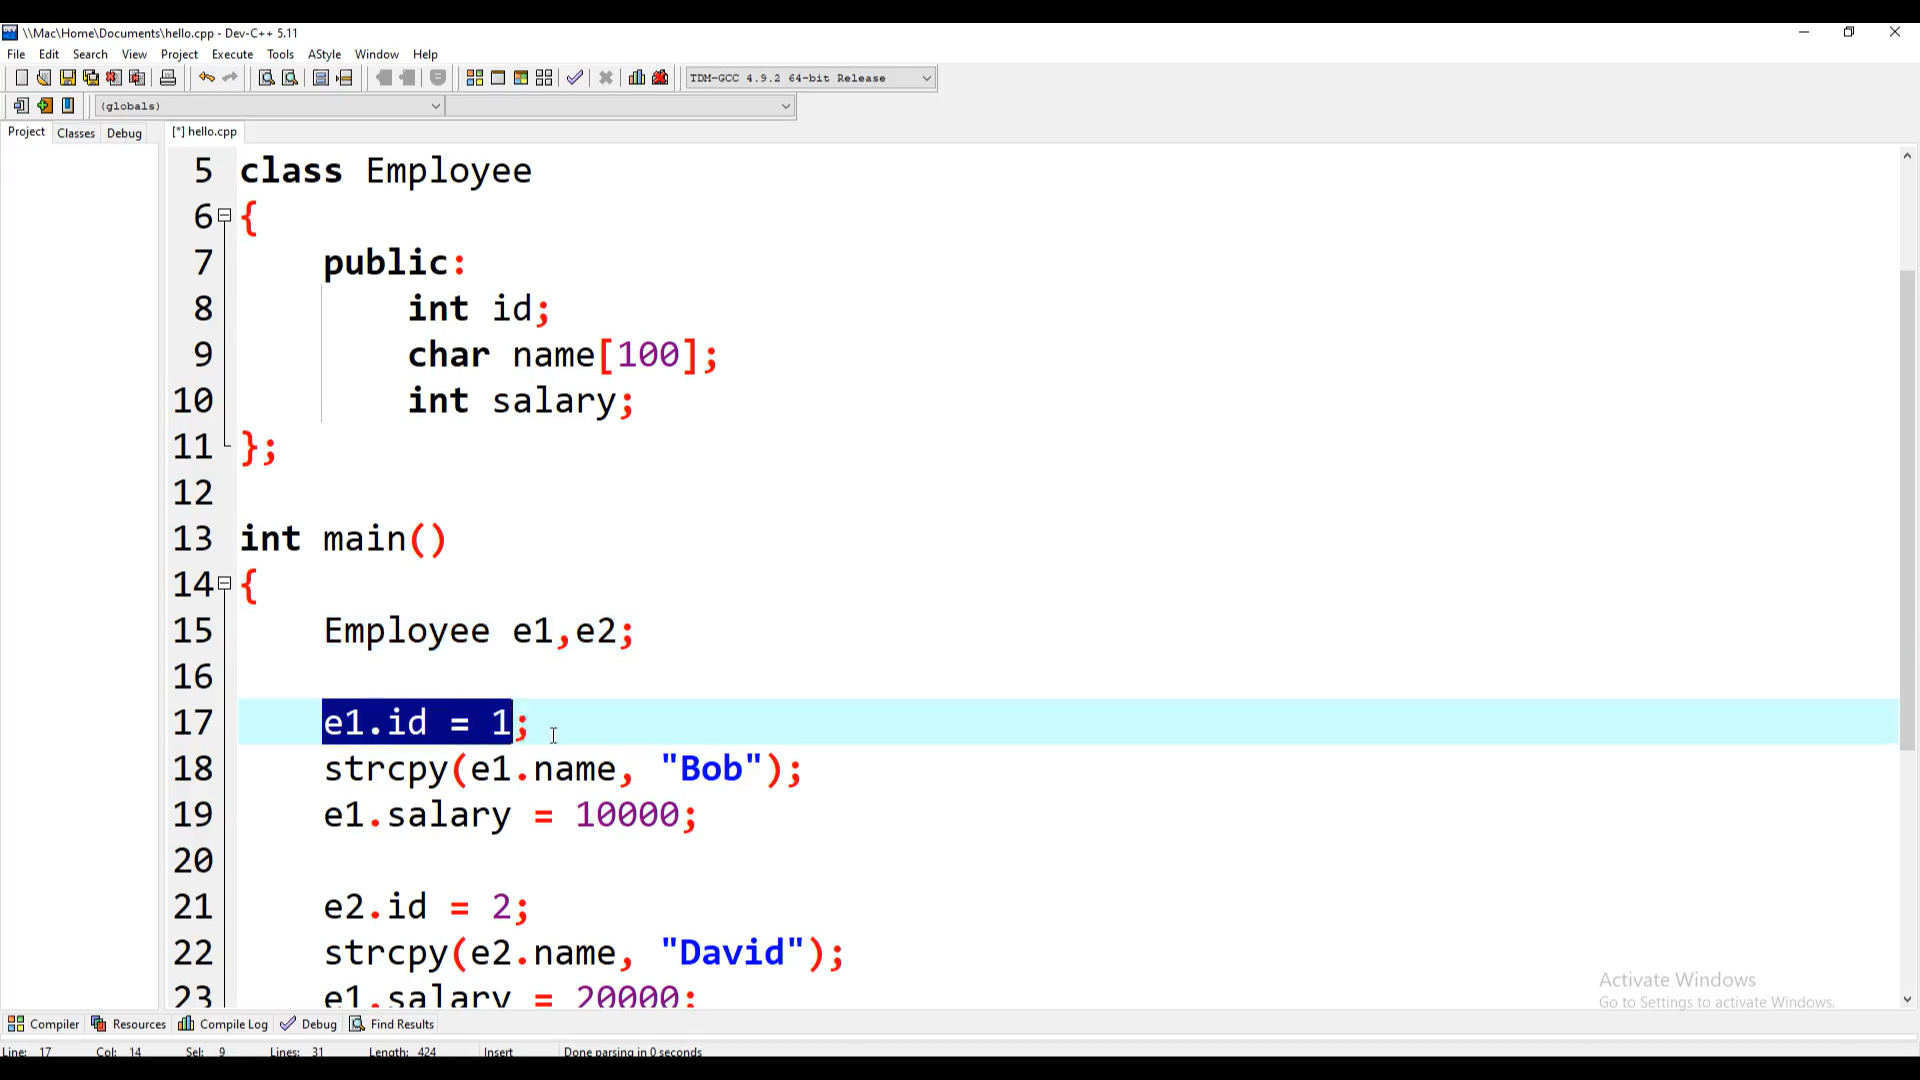 \\Mac\Home\Documents\hello.cpp - Dev-C++ 5.11
File Edit Search View Project Execute Tools AStyle Window Help
TDM-GCC 4.9.2 64-bit Release
(globals)
Project Classes Debug [*] hello.cpp
5 class Employee
6 {
7 public:
8 int id;
9 char name[100];
10 int salary;
11 };
12
13 int main()
14 {
15 Employee e1,e2;
16
17 e1.id = 1;
18 strcpy(e1.name, "Bob");
19 e1.salary = 10000;
20
21 e2.id = 2;
22 strcpy(e2.name, "David");
23 e1.salary = 20000;
Activate Windows
Go to Settings to activate Windows.
Compiler Resources Compile Log Debug Find Results
Line: 17 Col: 14 Sel: 9 Lines: 31 Length: 424 Insert Done parsing in 0 seconds